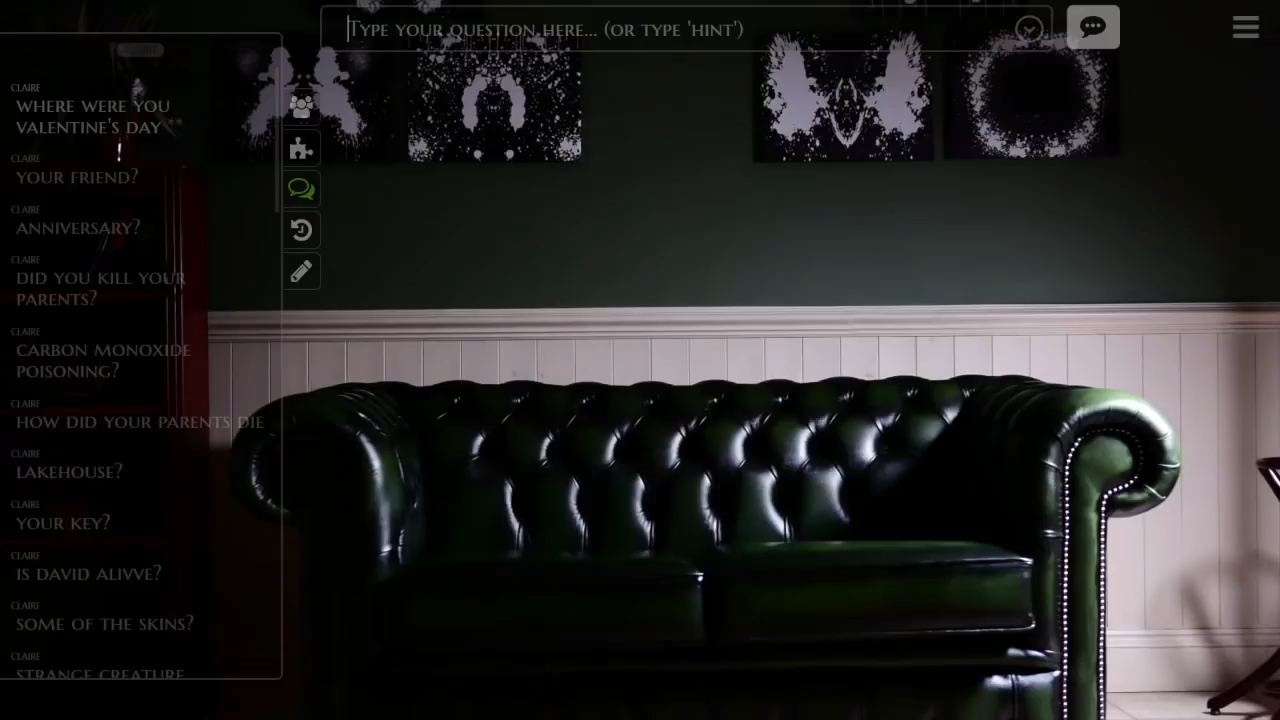 Type your question here... (or type 'hint')
CLAIRE
WHERE WERE YOU
VALENTINE'S DAY
CLAIRE
YOUR FRIEND?
CLAIRE
ANNIVERSARY?
CLAIRE
DID YOU KILL YOUR
PARENTS?
CLAIRE
CARBON MONOXIDE
POISONING?
CLAIRE
HOW DID YOUR PARENTS DIE
CLAIRE
LAKEHOUSE?
CLAIRE
YOUR KEY?
CLAIRE
IS DAVID ALIVVE?
CLAIRE
SOME OF THE SKINS?
CLAIRE
STRANGE CREATURE